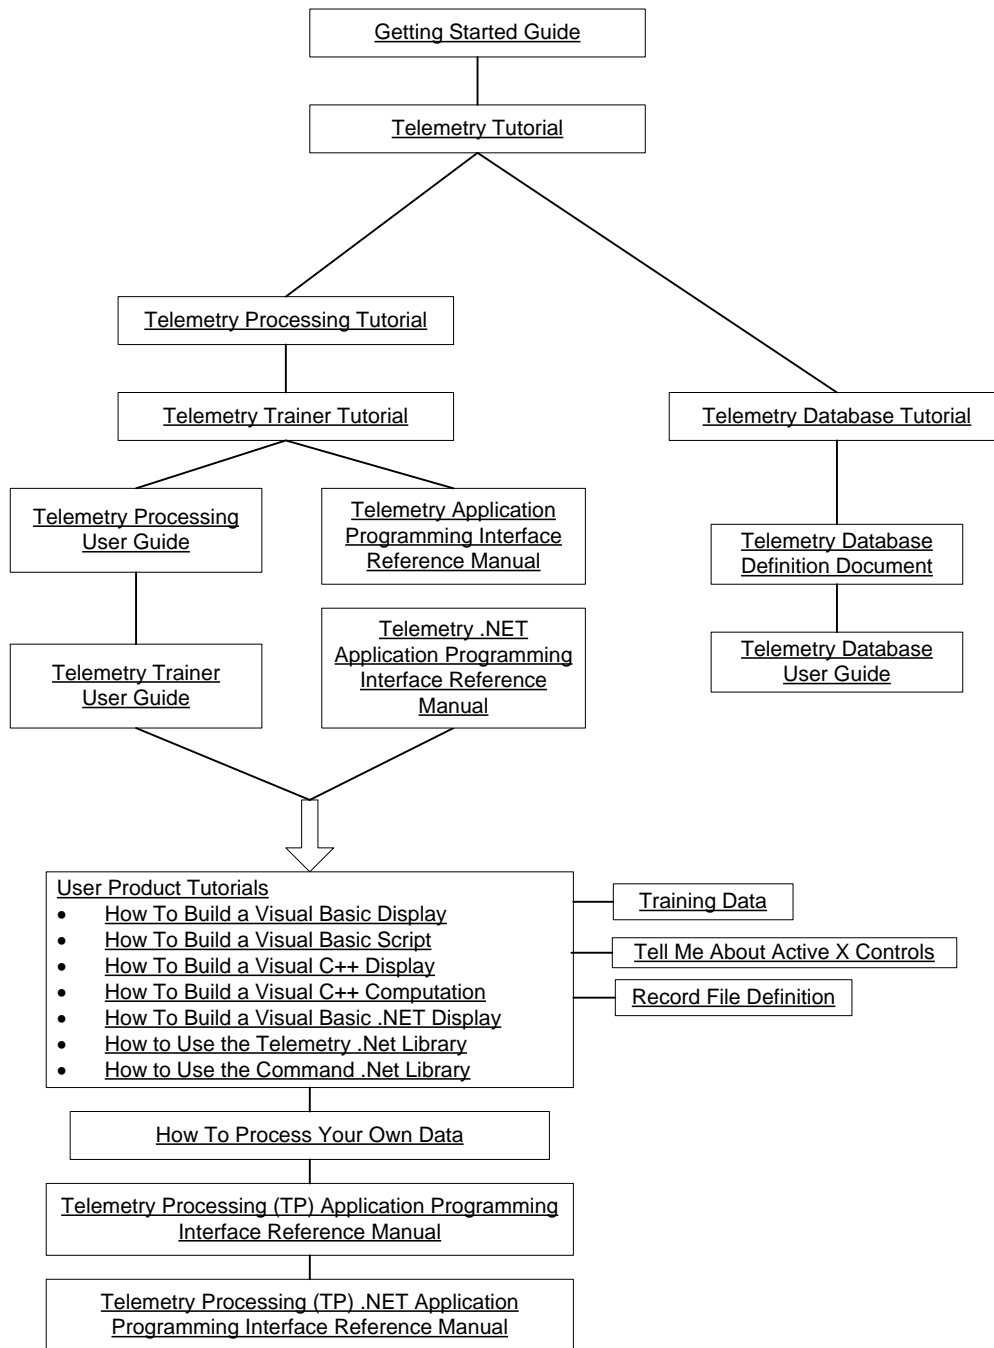 Getting Started Guide
Telemetry Tutorial
Telemetry Processing Tutorial
Telemetry Trainer Tutorial
Telemetry Database Tutorial
Telemetry Processing
User Guide
Telemetry Application
Programming Interface
Reference Manual
Telemetry Database
Definition Document
Telemetry Trainer
User Guide
Telemetry .NET
Application Programming
Interface Reference
Manual
Telemetry Database
User Guide
User Product Tutorials
• How To Build a Visual Basic Display
• How To Build a Visual Basic Script
• How To Build a Visual C++ Display
• How To Build a Visual C++ Computation
• How To Build a Visual Basic .NET Display
• How to Use the Telemetry .Net Library
• How to Use the Command .Net Library
Training Data
Tell Me About Active X Controls
Record File Definition
How To Process Your Own Data
Telemetry Processing (TP) Application Programming
Interface Reference Manual
Telemetry Processing (TP) .NET Application
Programming Interface Reference Manual